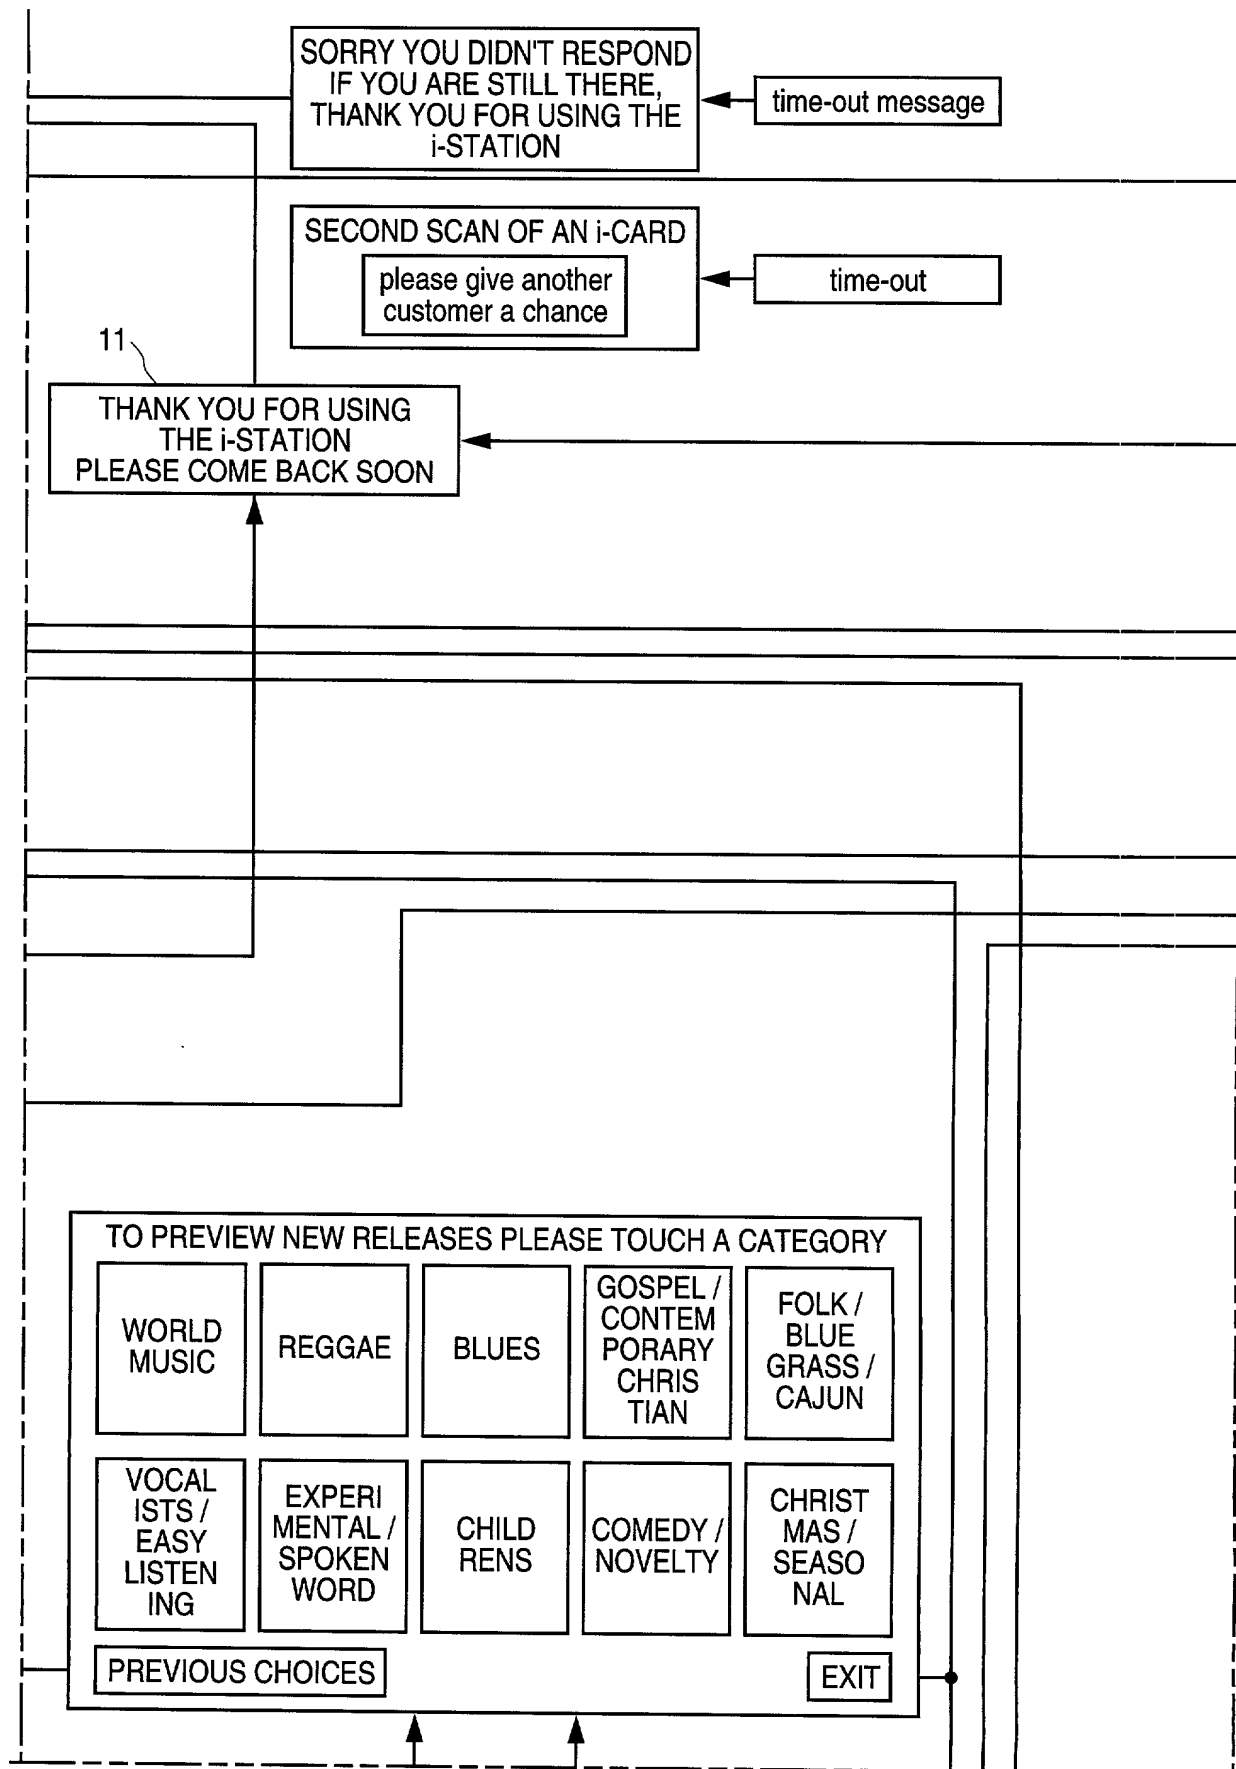 SORRY YOU DIDN'T RESPOND
IF YOU ARE STILL THERE,
THANK YOU FOR USING THE
i-STATION
time-out message
SECOND SCAN OF AN i-CARD
please give another
customer a chance
time-out
11
THANK YOU FOR USING
THE i-STATION
PLEASE COME BACK SOON
TO PREVIEW NEW RELEASES PLEASE TOUCH A CATEGORY
WORLD
MUSIC
REGGAE
BLUES
GOSPEL /
CONTEM
PORARY
CHRIS
TIAN
FOLK /
BLUE
GRASS /
CAJUN
VOCAL
ISTS /
EASY
LISTEN
ING
EXPERI
MENTAL /
SPOKEN
WORD
CHILD
RENS
COMEDY /
NOVELTY
CHRIST
MAS /
SEASO
NAL
PREVIOUS CHOICES
EXIT